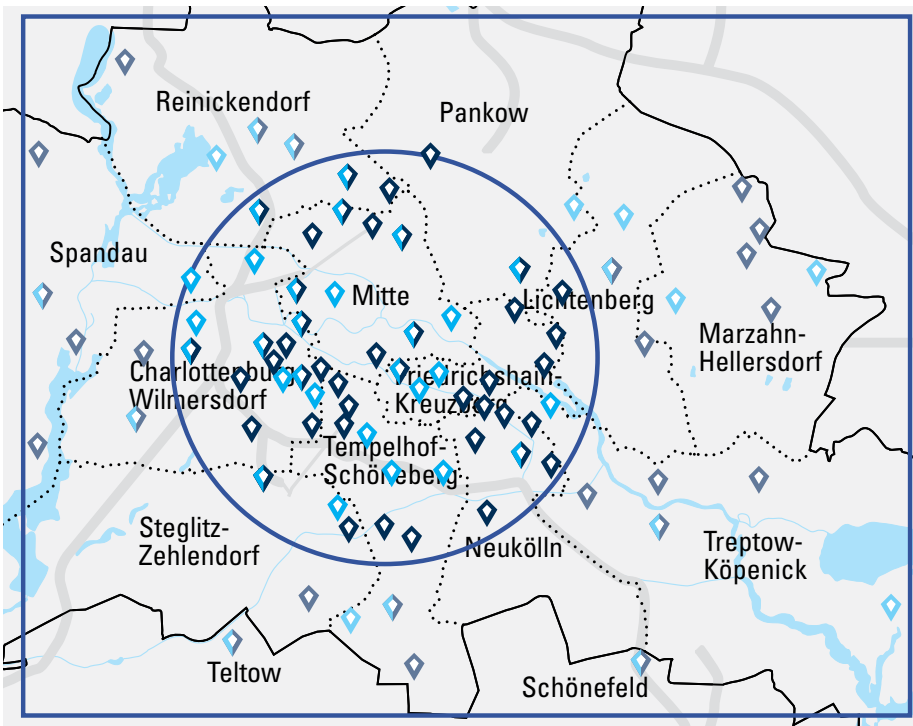 Reinickendorf
Pankow
Spandau
Mitte
Lichtenberg
Marzahn-
Hellersdorf
Charlottenburg
Wilmersdorf
Friedrichshain-
Kreuzberg
Tempelhof-
Schöneberg
Steglitz-
Zehlendorf
Neukölln
Treptow-
Köpenick
Teltow
Schönefeld